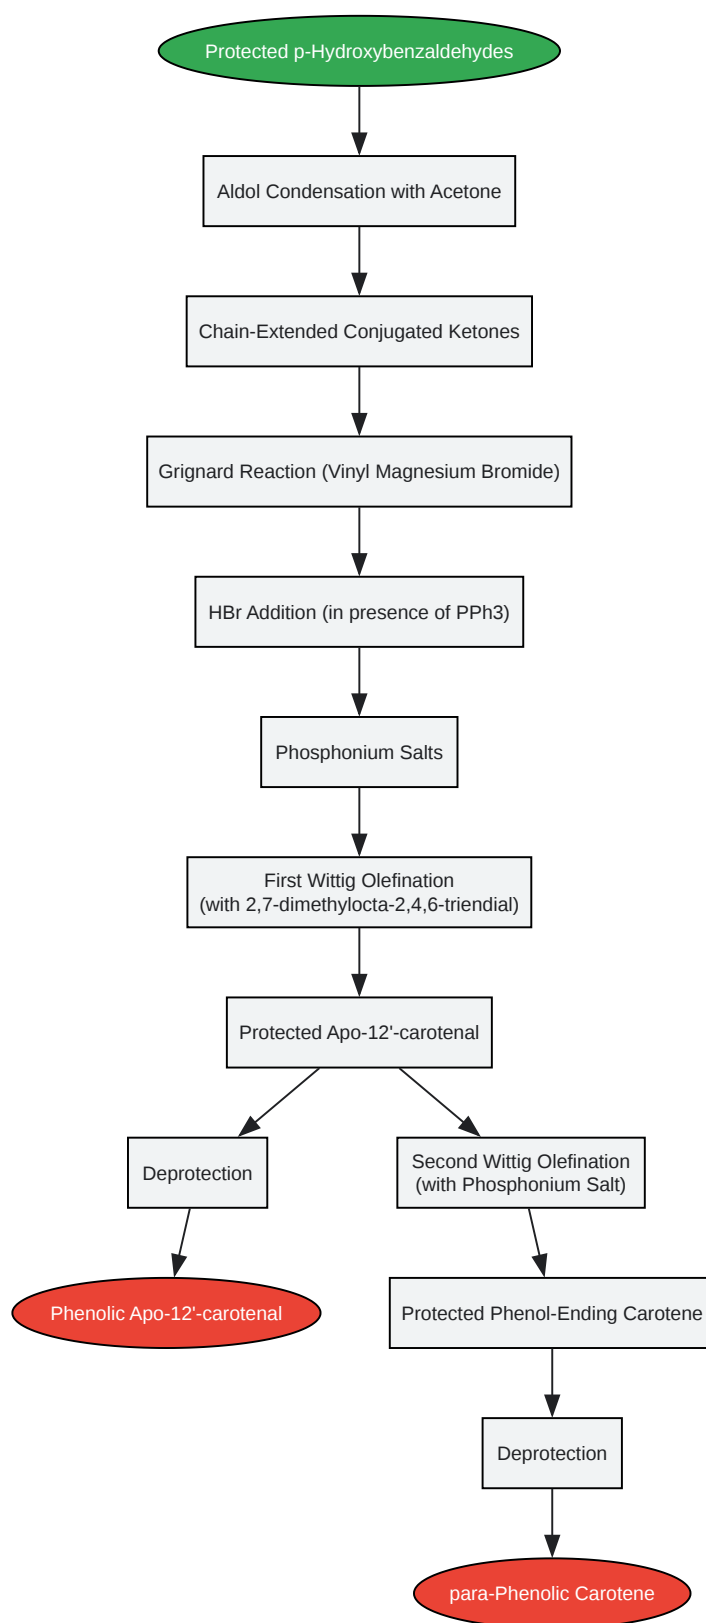 Protected p-Hydroxybenzaldehydes
Aldol Condensation with Acetone
Chain-Extended Conjugated Ketones
Grignard Reaction (Vinyl Magnesium Bromide)
HBr Addition (in presence of PPh3)
Phosphonium Salts
First Wittig Olefination
(with 2,7-dimethylocta-2,4,6-triendial)
Protected Apo-12'-carotenal
Deprotection
Second Wittig Olefination
(with Phosphonium Salt)
Phenolic Apo-12'-carotenal
Protected Phenol-Ending Carotene
Deprotection
para-Phenolic Carotene